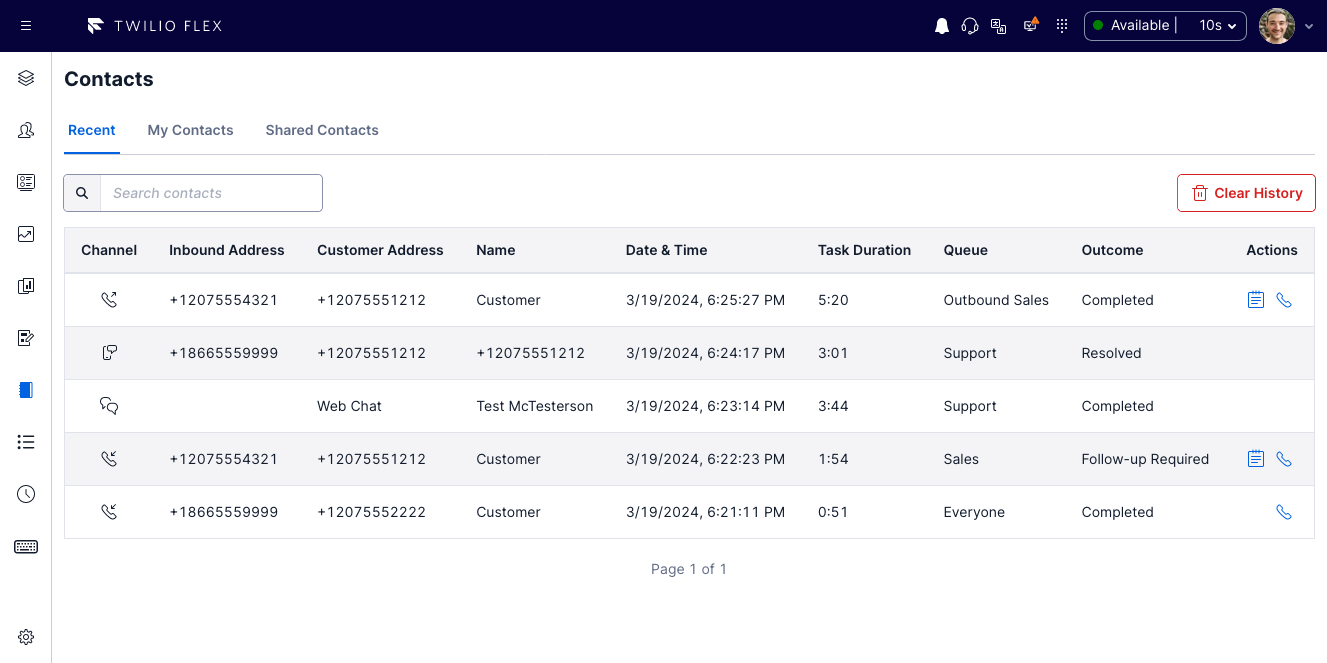 TWILIO FLEX
Available | 10s
Contacts
Recent My Contacts Shared Contacts
Search contacts
Clear History
Channel Inbound Address Customer Address Name Date & Time Task Duration Queue Outcome Actions
+12075554321 +12075551212 Customer 3/19/2024, 6:25:27 PM 5:20 Outbound Sales Completed
+18665559999 +12075551212 +12075551212 3/19/2024, 6:24:17 PM 3:01 Support Resolved
Web Chat Test McTesterson 3/19/2024, 6:23:14 PM 3:44 Support Completed
+12075554321 +12075551212 Customer 3/19/2024, 6:22:23 PM 1:54 Sales Follow-up Required
+18665559999 +12075552222 Customer 3/19/2024, 6:21:11 PM 0:51 Everyone Completed
Page 1 of 1